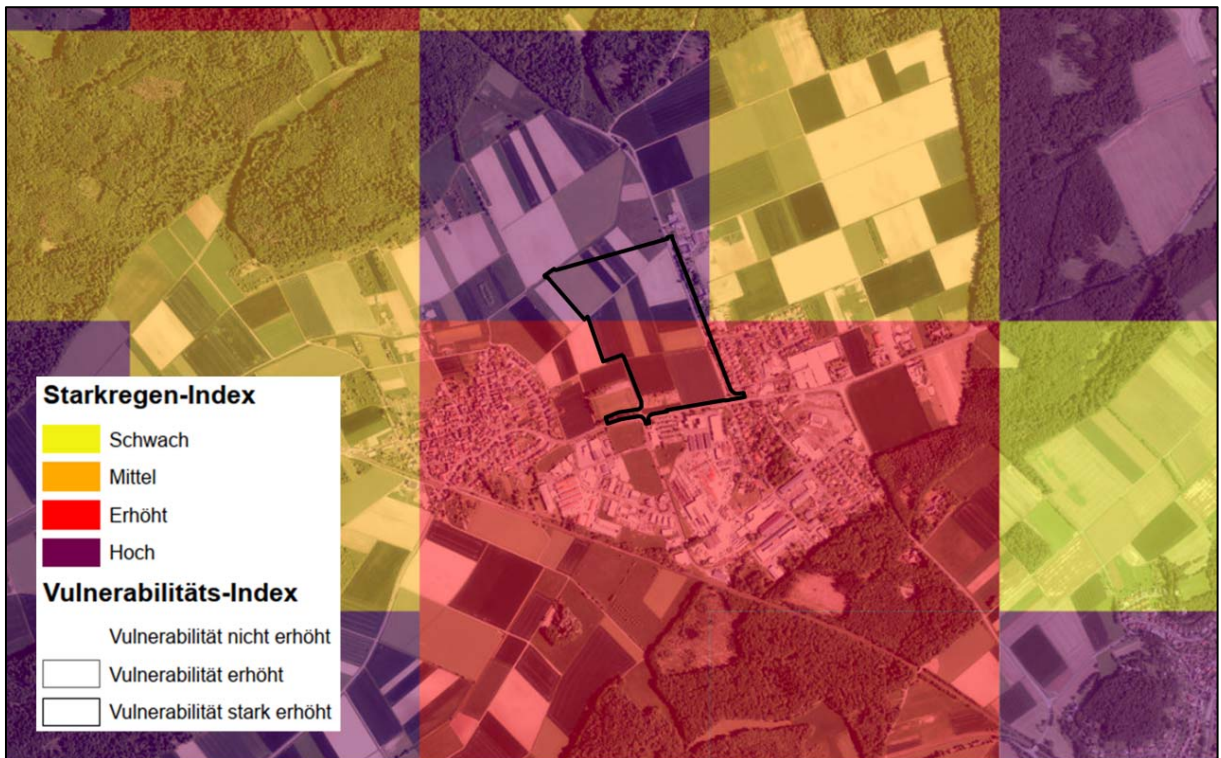 Starkregen-Index
Schwach
Mittel
Erhöht
Hoch
Vulnerabilitäts-Index
Vulnerabilität nicht erhöht
Vulnerabilität erhöht
Vulnerabilität stark erhöht